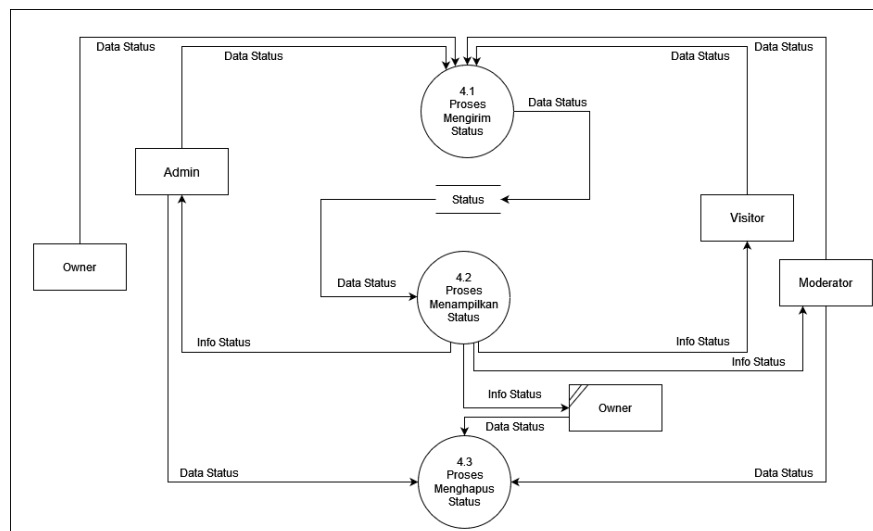 Data Status
Data Status
Data Status
Data Status
4.1
Proses
Mengirim
Status
Data Status
Admin
Status
Visitor
Owner
4.2
Proses
Menampilkan
Status
Data Status
Moderator
Info Status
Info Status
Info Status
Info Status
Owner
Data Status
4.3
Proses
Menghapus
Status
Data Status
Data Status